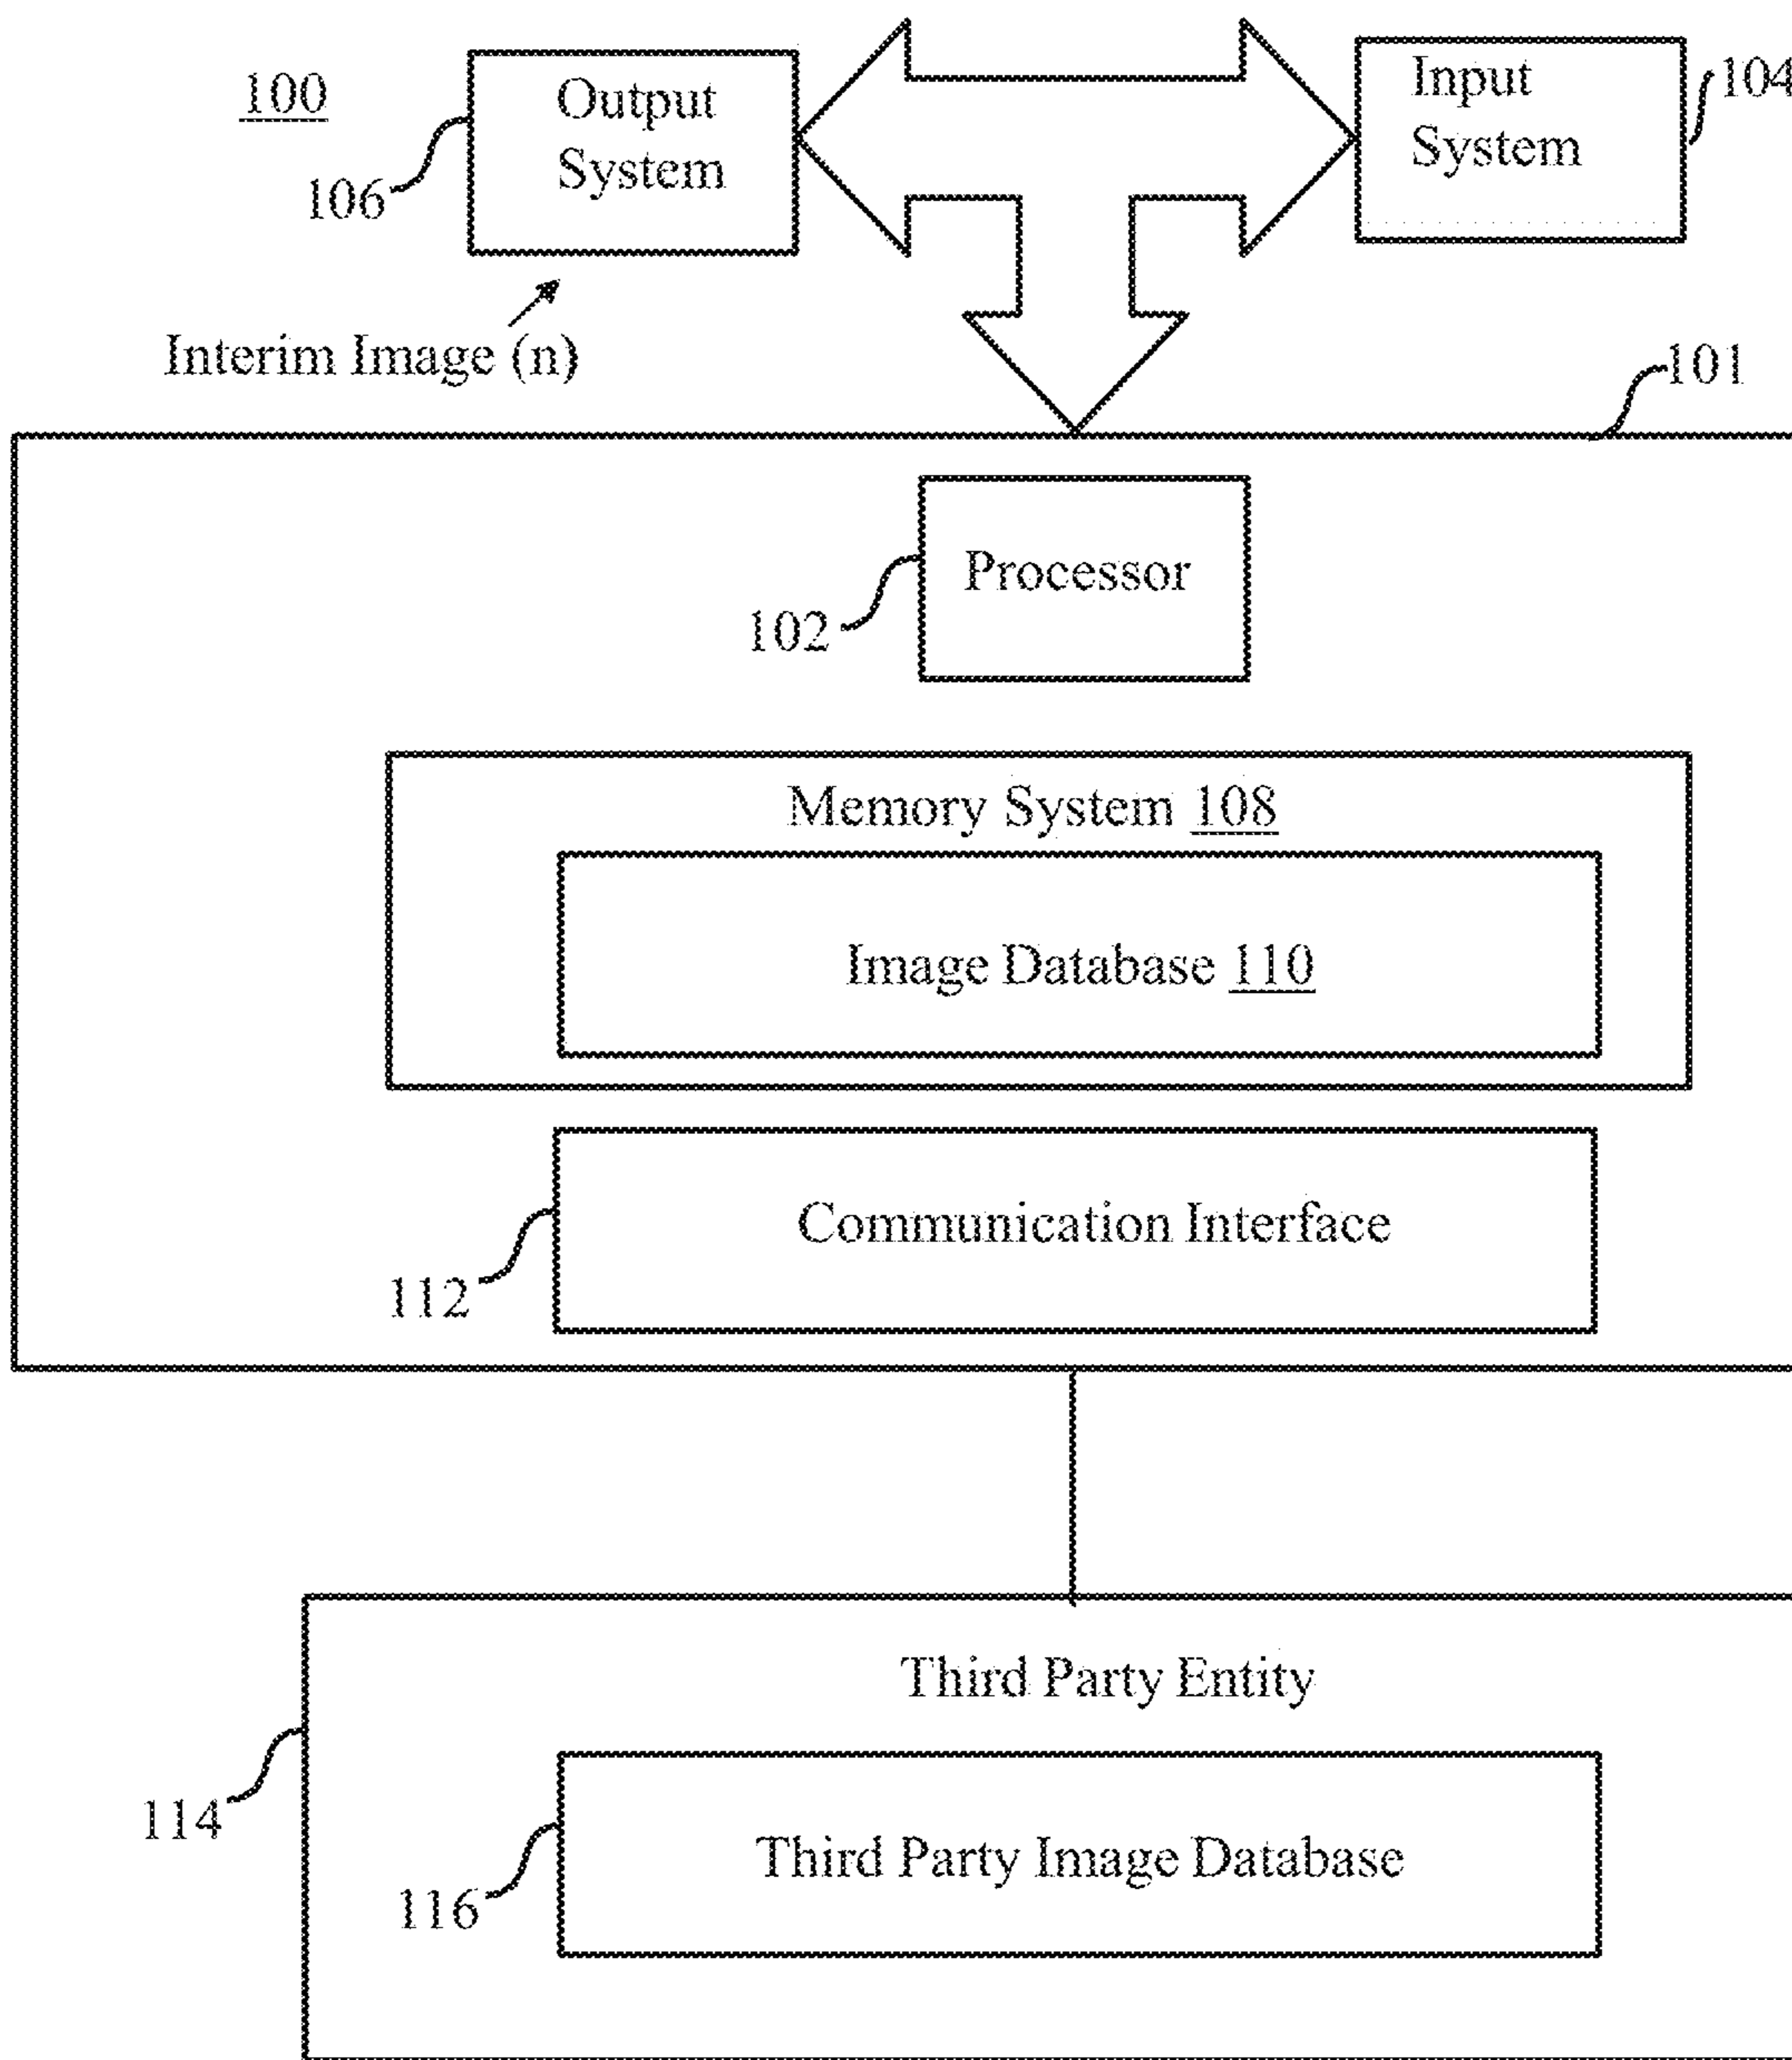 100
Output
System
106
Input
System
104
Interim Image (n)
101
Processor
102
Memory System 108
Image Database 110
Communication Interface
112
Third Party Entity
114
Third Party Image Database
116